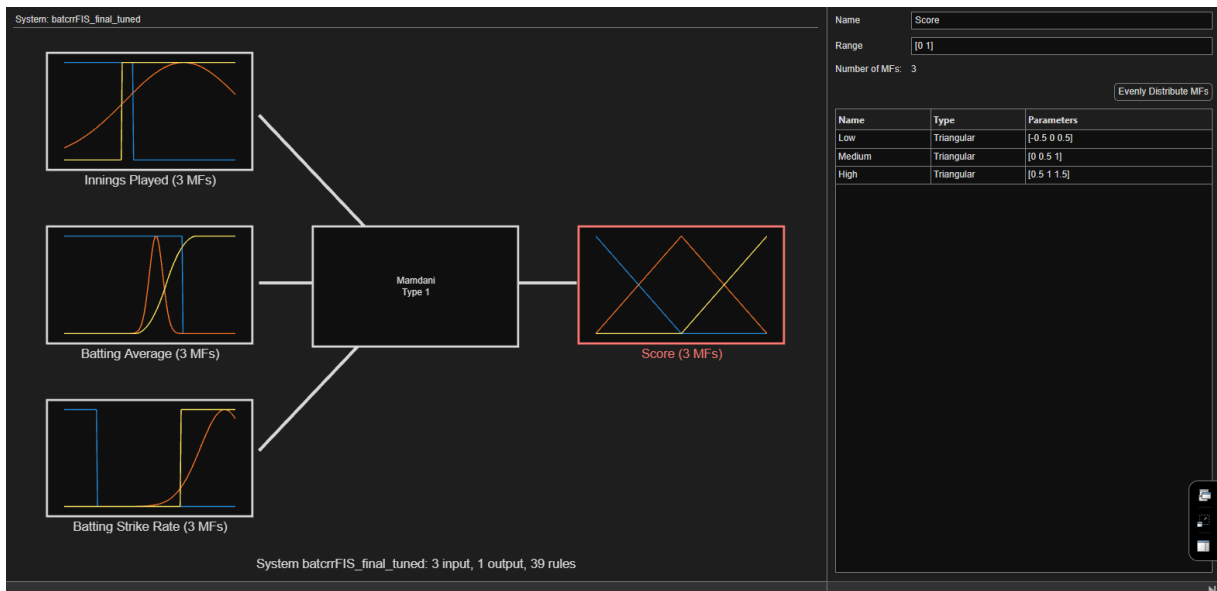 System: batcrrFIS_final_tuned
Innings Played (3 MFs)
Batting Average (3 MFs)
Batting Strike Rate (3 MFs)
Mamdani
Type 1
Score (3 MFs)
System batcrrFIS_final_tuned: 3 input, 1 output, 39 rules
Name Score
Range [0 1]
Number of MFs: 3
Evenly Distribute MFs
Name Type Parameters
Low Triangular [-0.5 0 0.5]
Medium Triangular [0 0.5 1]
High Triangular [0.5 1 1.5]